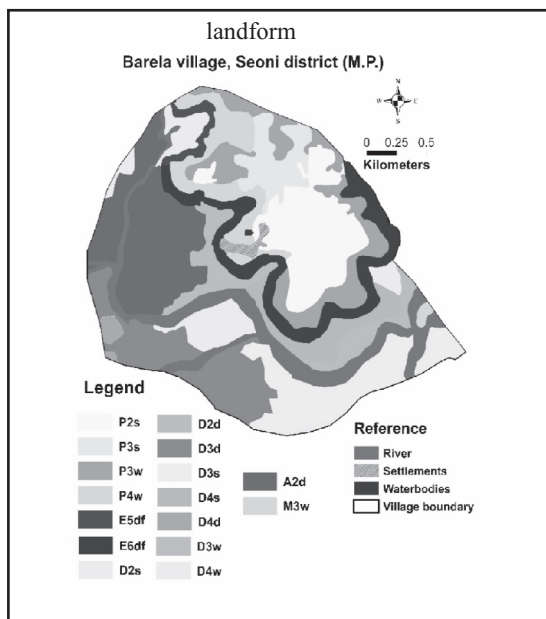 landform
Barela village, Seoni district (M.P.)
N
W E
S
0 0.25 0.5
Kilometers
Legend
P2s
P3s
P3w
P4w
E5df
E6df
D2s
D2d
D3d
D3s
D4s
D4d
D3w
D4w
A2d
M3w
Reference
River
Settlements
Waterbodies
Village boundary